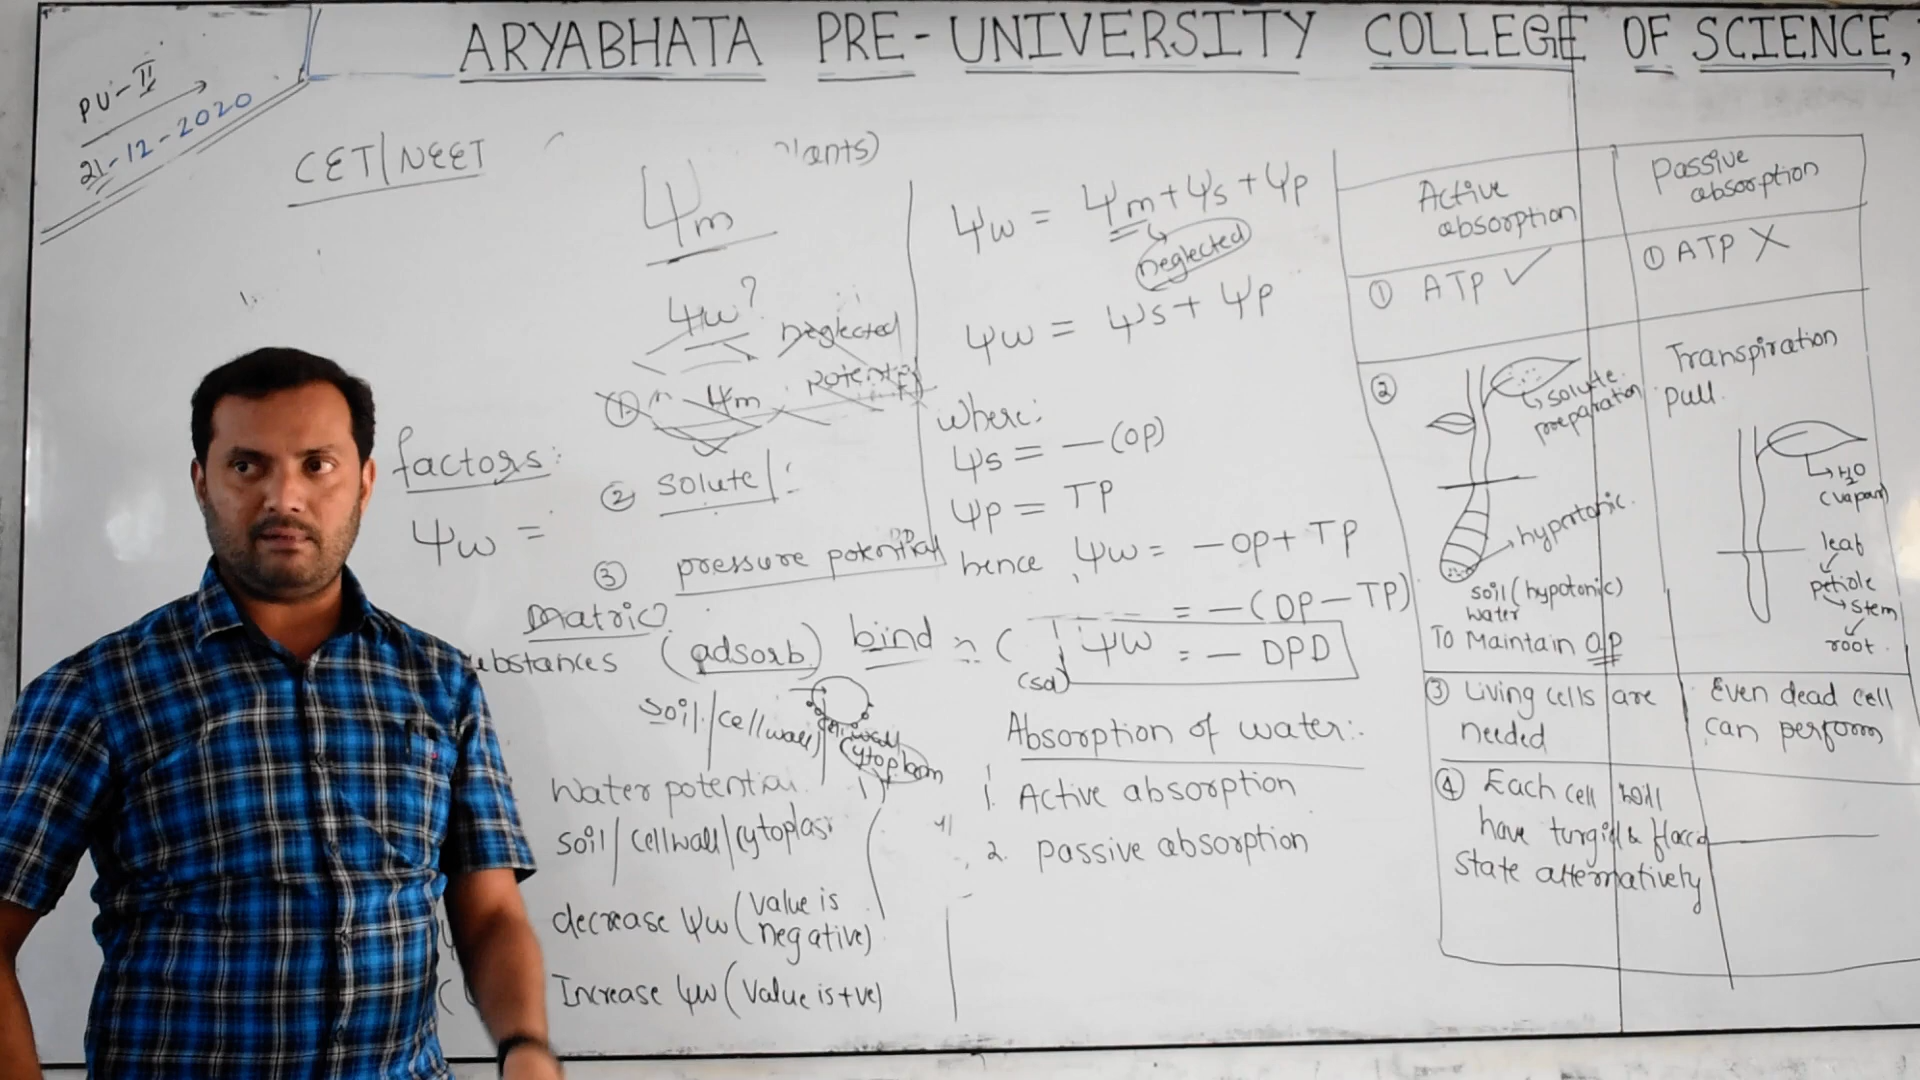 ARYABHATA PRE-UNIVERSITY COLLEGE OF SCIENCE,
PU-II
21-12-2020
CET/NEET
lants)
Ψm
Ψw?
neglected
① Ψm
factors:
Ψw =
② solute/:
③ pressure potential
Matric
ubstances (adsorb) bind
soil/cellwall
cellwall
cytoplasm
Water potential
soil/cellwall/cytoplas
decrease Ψw (value is
negative)
Increase Ψw (value is +ve)
Ψw = Ψm + Ψs + Ψp
neglected
Ψw = Ψs + Ψp
where:
Ψs = -(OP)
Ψp = TP
hence, Ψw = -OP + TP
= -(OP - TP)
Ψw = - DPD
Absorption of water:-
1. Active absorption
2. passive absorption
Active
absorption
Passive
absorption
① ATP ✓
① ATP X
②
solute
preparation
hypertonic
soil (hypotonic)
water
To Maintain OP
Transpiration
pull
H2O
(vapour)
leaf
petiole
stem
root
③ Living cells are
needed
Even dead cell
can perform
④ Each cell will
have turgid & flaccid
state alternatively